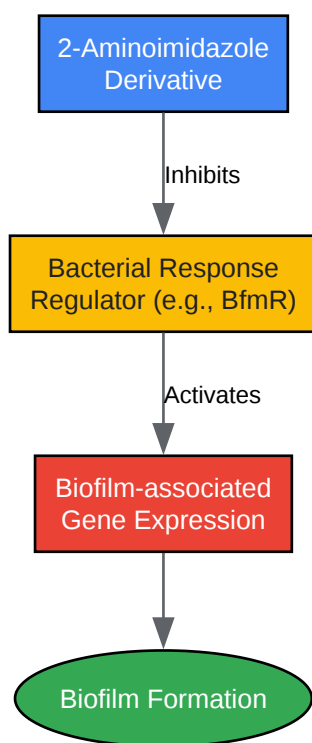 2-Aminoimidazole
Derivative
Inhibits
Bacterial Response
Regulator (e.g., BfmR)
Activates
Biofilm-associated
Gene Expression
Biofilm Formation